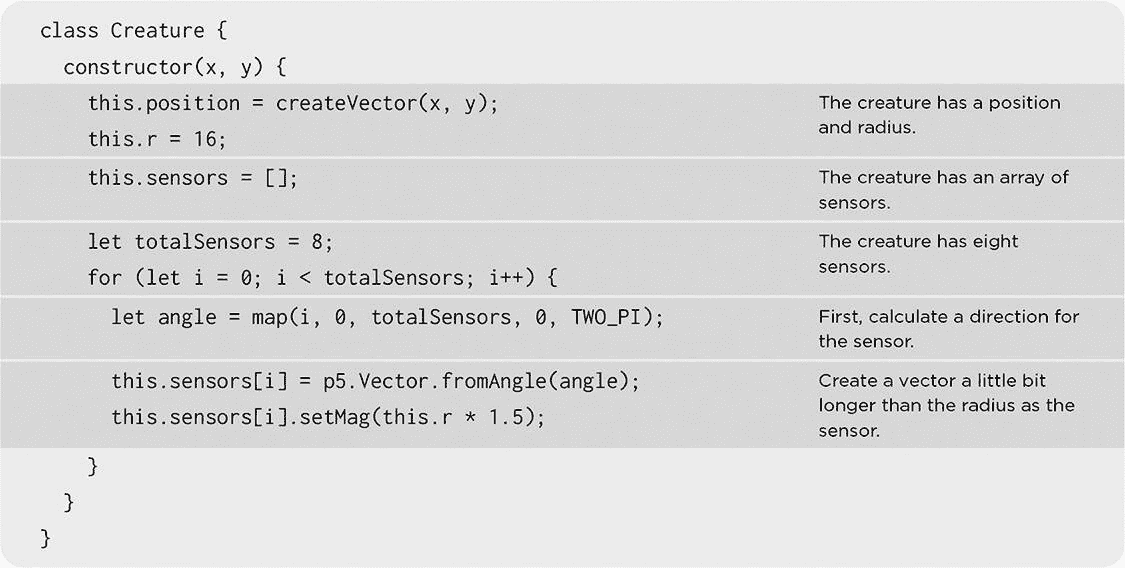 class Creature {
constructor(x, y) {
this.position = createVector(x, y);
The creature has a position
and radius.
this.r = 16;
this.sensors = [];
The creature has an array of
sensors.
let totalSensors = 8;
The creature has eight
sensors.
for (let i = 0; i < totalSensors; i++) {
let angle = map(i, 0, totalSensors, 0, TWO_PI);
First, calculate a direction for
the sensor.
this.sensors[i] = p5.Vector.fromAngle(angle);
this.sensors[i].setMag(this.r * 1.5);
Create a vector a little bit
longer than the radius as the
sensor.
}
}
}